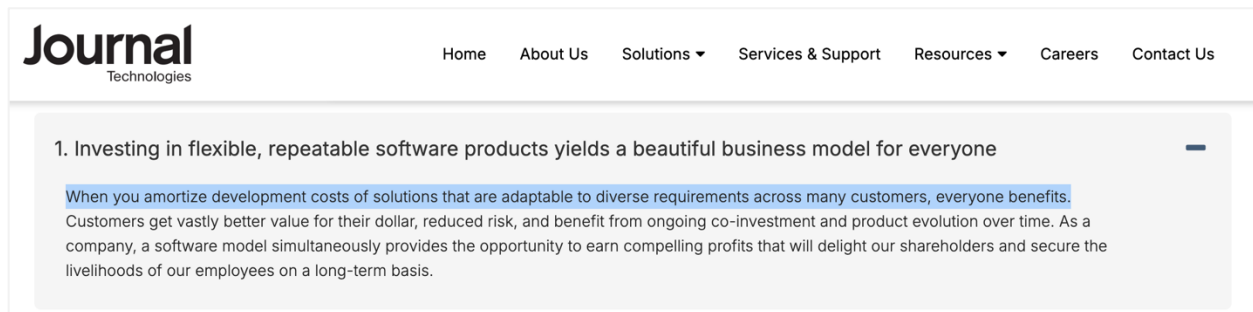 Journal
Technologies
Home About Us Solutions Services & Support Resources Careers Contact Us
1. Investing in flexible, repeatable software products yields a beautiful business model for everyone
When you amortize development costs of solutions that are adaptable to diverse requirements across many customers, everyone benefits.
Customers get vastly better value for their dollar, reduced risk, and benefit from ongoing co-investment and product evolution over time. As a
company, a software model simultaneously provides the opportunity to earn compelling profits that will delight our shareholders and secure the
livelihoods of our employees on a long-term basis.